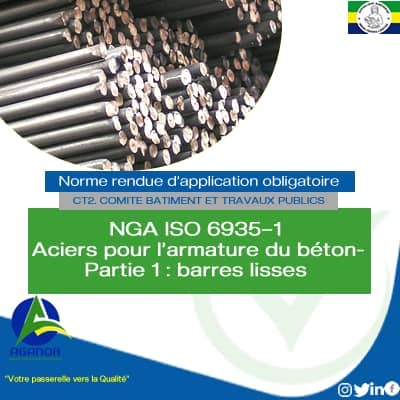 Norme rendue d'application obligatoire
CT2. COMITE BATIMENT ET TRAVAUX PUBLICS
NGA ISO 6935-1
Aciers pour l'armature du béton-
Partie 1 : barres lisses
AGANOR
"Votre passerelle vers la Qualité"